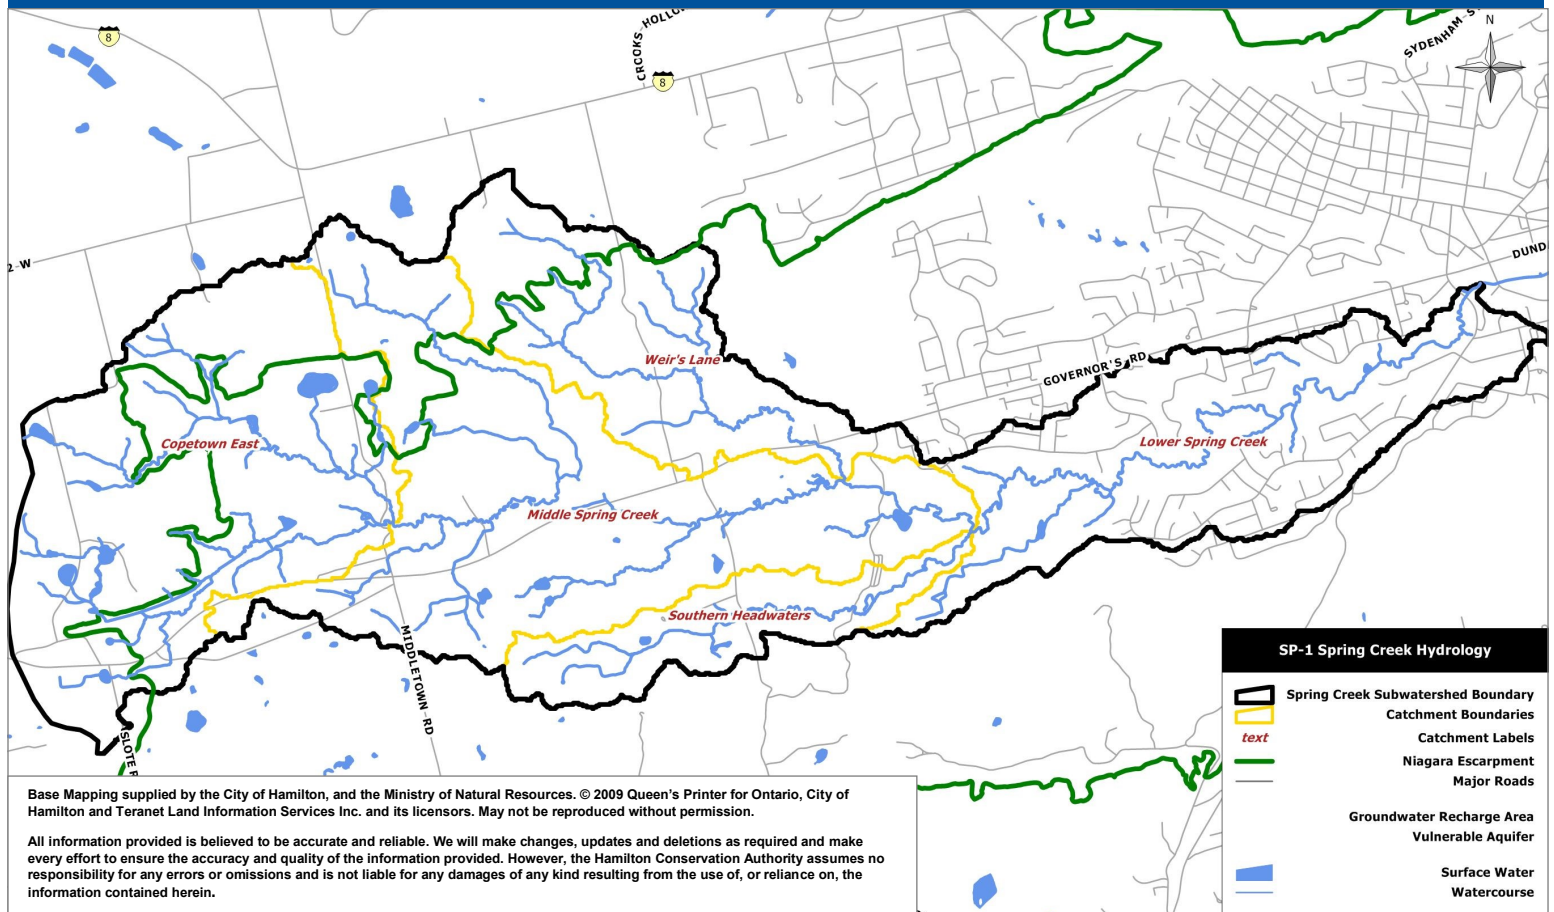 8
CROOKS HOLLO
8
SYDENHAM S
N
2 W
DUND
GOVERNOR'S RD
Weir's Lane
Copetown East
Lower Spring Creek
Middle Spring Creek
Southern Headwaters
MIDDLETOWN RD
ISLOTE R
SP-1 Spring Creek Hydrology
Spring Creek Subwatershed Boundary
Catchment Boundaries
text
Catchment Labels
Niagara Escarpment
Major Roads
Groundwater Recharge Area
Vulnerable Aquifer
Surface Water
Watercourse
Base Mapping supplied by the City of Hamilton, and the Ministry of Natural Resources. © 2009 Queen's Printer for Ontario, City of
Hamilton and Teranet Land Information Services Inc. and its licensors. May not be reproduced without permission.
All information provided is believed to be accurate and reliable. We will make changes, updates and deletions as required and make
every effort to ensure the accuracy and quality of the information provided. However, the Hamilton Conservation Authority assumes no
responsibility for any errors or omissions and is not liable for any damages of any kind resulting from the use of, or reliance on, the
information contained herein.